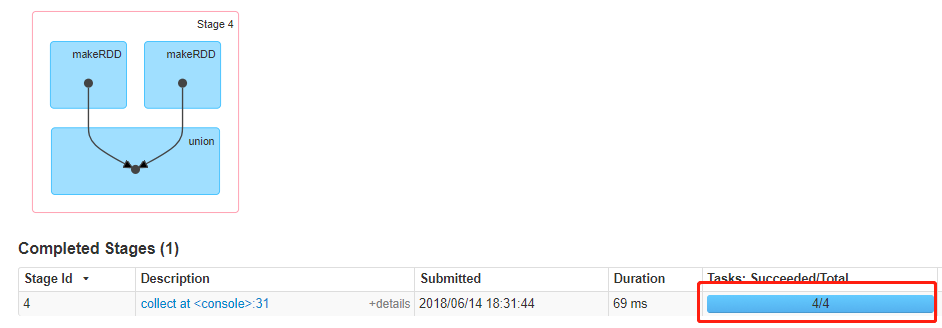 Stage 4
makeRDD makeRDD
union
Completed Stages (1)
Stage Id Description Submitted Duration Tasks: Succeeded/Total
4 collect at <console>:31 +details 2018/06/14 18:31:44 69 ms 4/4